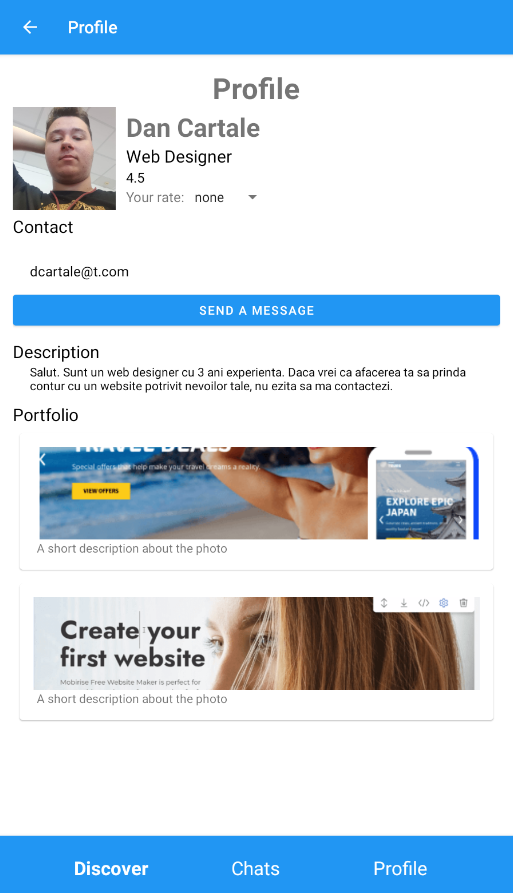 Profile
Profile
Dan Cartale
Web Designer
4.5
Your rate: none
Contact
dcartale@t.com
SEND A MESSAGE
Description
Salut. Sunt un web designer cu 3 ani experienta. Daca vrei ca afacerea ta sa prinda
contur cu un website potrivit nevoilor tale, nu ezita sa ma contactezi.
Portfolio
TRAVEL DEALS
Special offers that help make your travel dreams a reality.
VIEW OFFERS
EXPLORE EPIC
JAPAN
A short description about the photo
Create your
first website
Mobirise Free Website Maker is perfect for
A short description about the photo
Discover
Chats
Profile